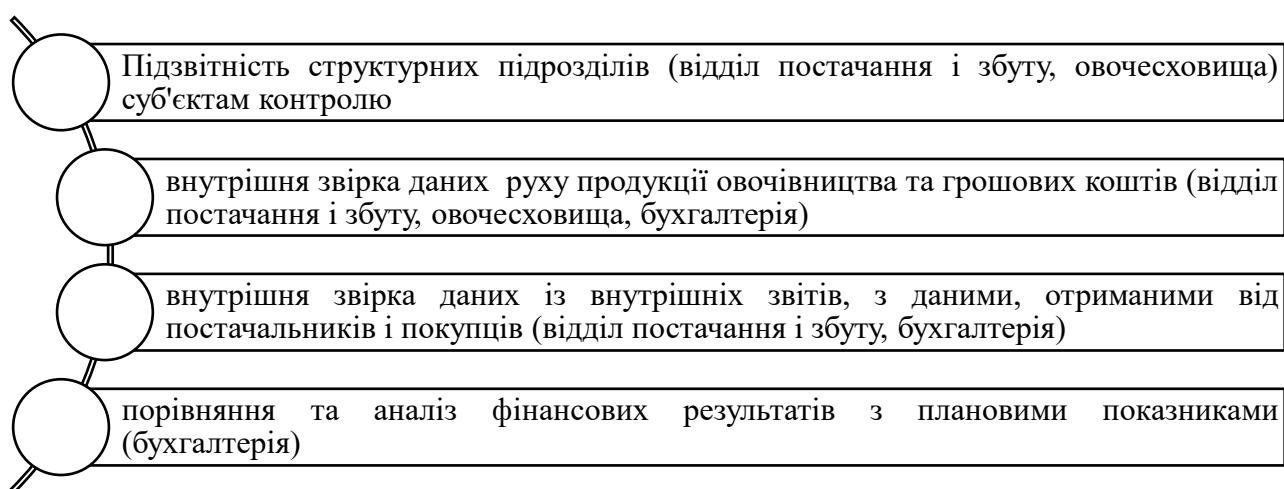 Підзвітність структурних підрозділів (відділ постачання і збуту, овочесховища)
суб'єктам контролю
внутрішня звірка даних руху продукції овочівництва та грошових коштів (відділ
постачання і збуту, овочесховища, бухгалтерія)
внутрішня звірка даних із внутрішніх звітів, з даними, отриманими від
постачальників і покупців (відділ постачання і збуту, бухгалтерія)
порівняння та аналіз фінансових результатів з плановими показниками
(бухгалтерія)